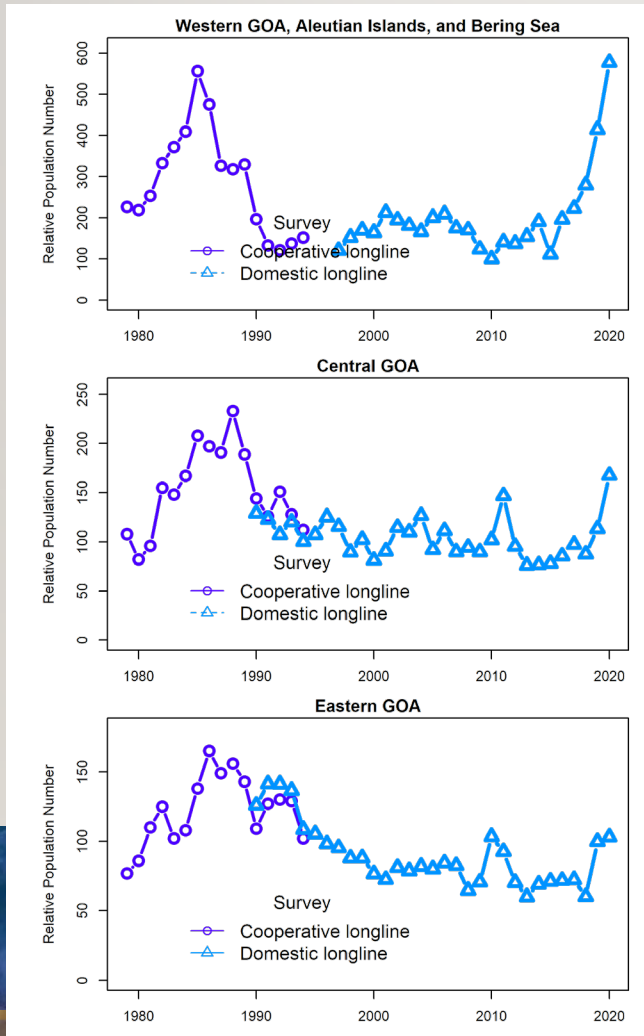 Western GOA, Aleutian Islands, and Bering Sea
Relative Population Number
600
500
400
300
200
100
0
Survey
Cooperative longline
Domestic longline
1980 1990 2000 2010 2020
Central GOA
Relative Population Number
250
200
150
100
50
0
Survey
Cooperative longline
Domestic longline
1980 1990 2000 2010 2020
Eastern GOA
Relative Population Number
150
100
50
0
Survey
Cooperative longline
Domestic longline
1980 1990 2000 2010 2020